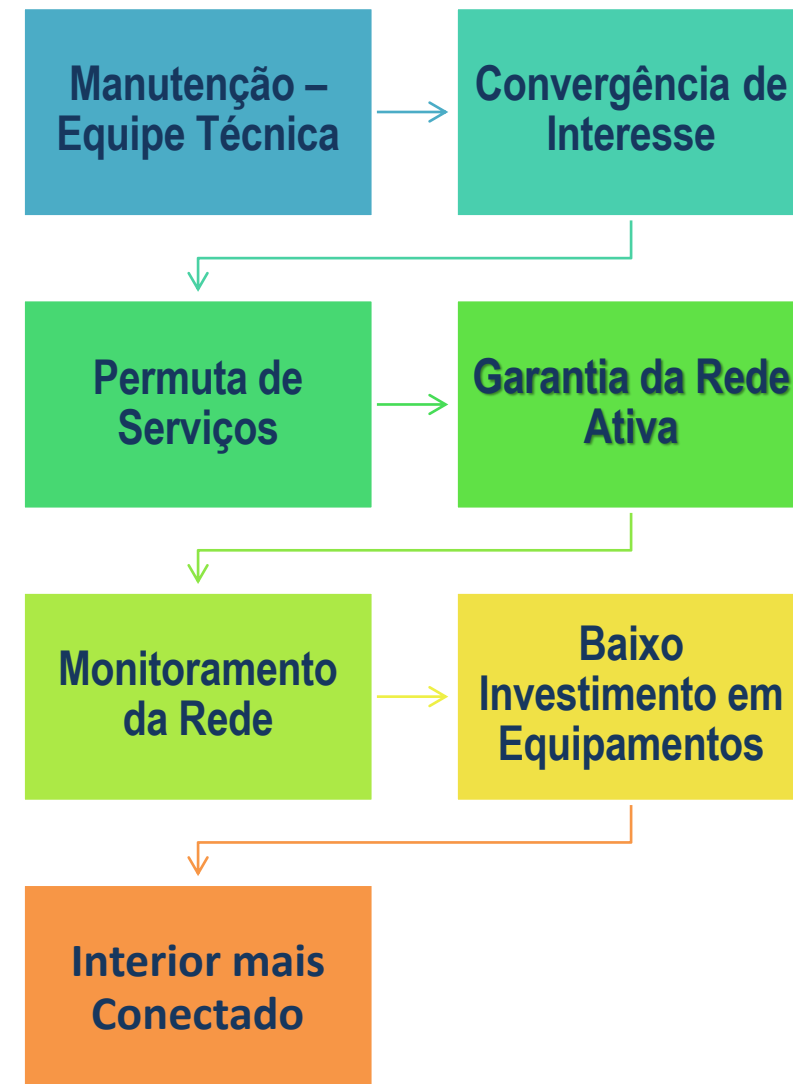 Manutenção –
Equipe Técnica
Convergência de
Interesse
Permuta de
Serviços
Garantia da Rede
Ativa
Monitoramento
da Rede
Baixo
Investimento em
Equipamentos
Interior mais
Conectado